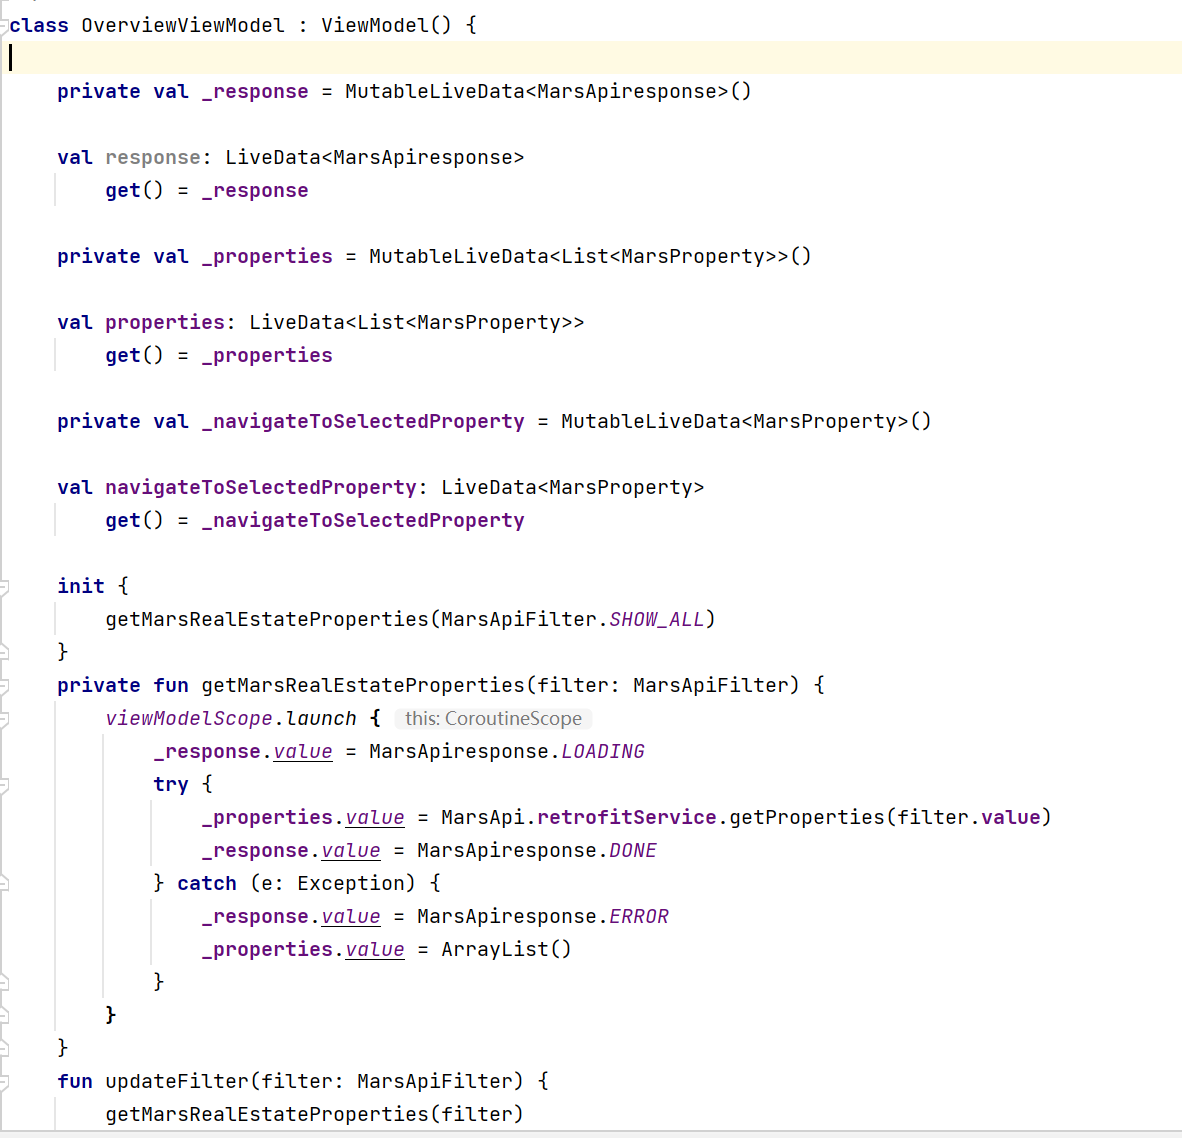 class OverviewViewModel : ViewModel() {
private val _response = MutableLiveData<MarsApiresponse>()
val response: LiveData<MarsApiresponse>
get() = _response
private val _properties = MutableLiveData<List<MarsProperty>>()
val properties: LiveData<List<MarsProperty>>
get() = _properties
private val _navigateToSelectedProperty = MutableLiveData<MarsProperty>()
val navigateToSelectedProperty: LiveData<MarsProperty>
get() = _navigateToSelectedProperty
init {
getMarsRealEstateProperties(MarsApiFilter.SHOW_ALL)
}
private fun getMarsRealEstateProperties(filter: MarsApiFilter) {
viewModelScope.launch { this: CoroutineScope
_response.value = MarsApiresponse.LOADING
try {
_properties.value = MarsApi.retrofitService.getProperties(filter.value)
_response.value = MarsApiresponse.DONE
} catch (e: Exception) {
_response.value = MarsApiresponse.ERROR
_properties.value = ArrayList()
}
}
}
fun updateFilter(filter: MarsApiFilter) {
getMarsRealEstateProperties(filter)